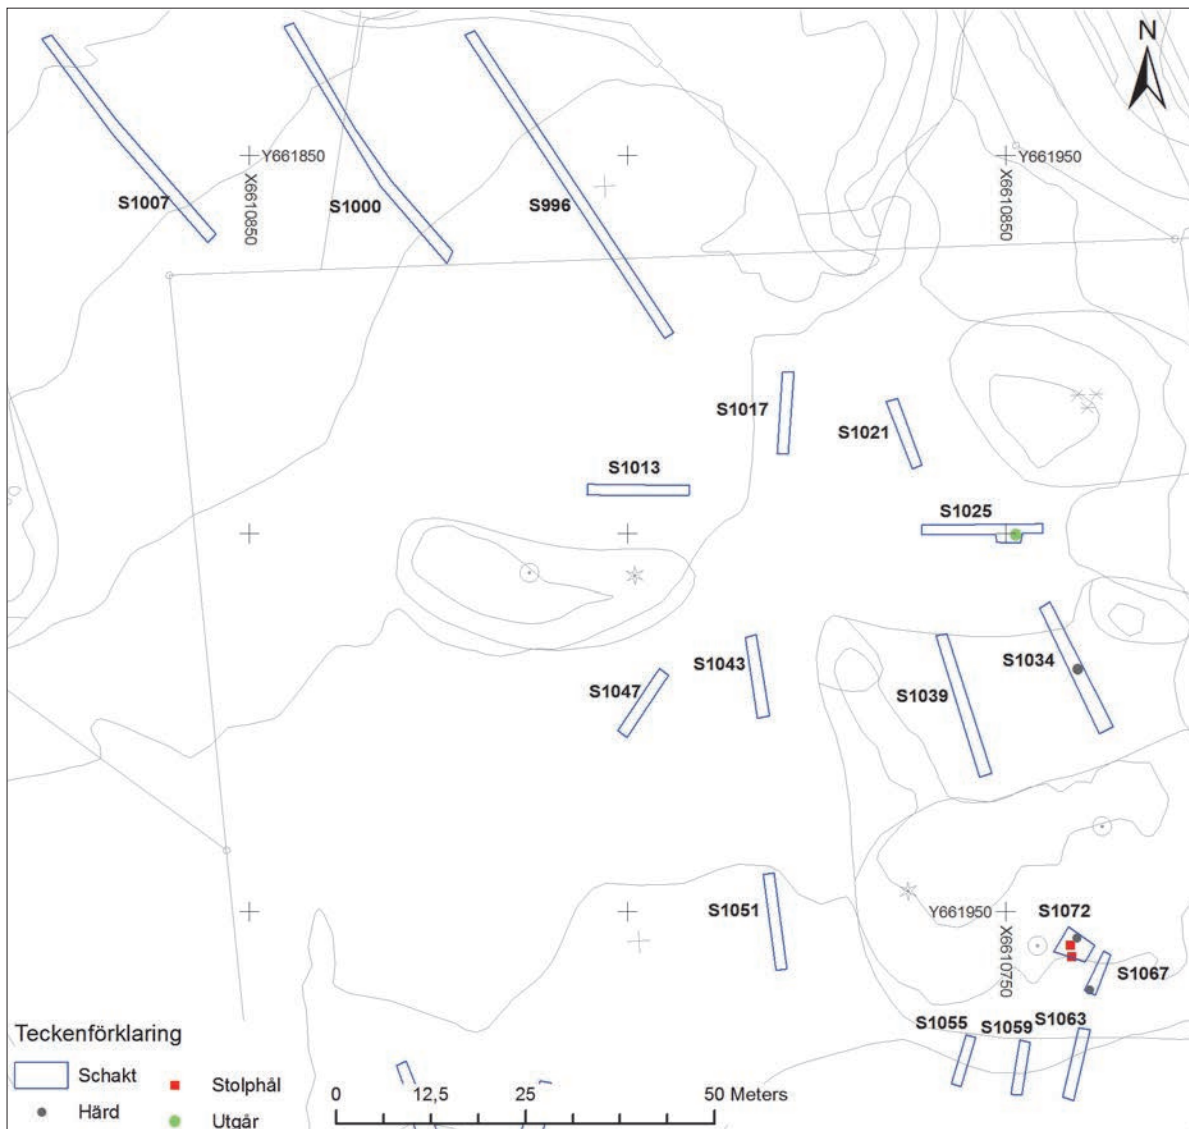 N
Y661850
X6610850
Y661950
X6610850
S1007
S1000
S996
S1017
S1021
S1013
S1025
S1034
S1043
S1047
S1039
S1051
Y661950
X6610750
S1072
S1067
S1055
S1059
S1063
Teckenförklaring
Schakt
Stolphål
Härd
Utgår
0 12,5 25 50 Meters